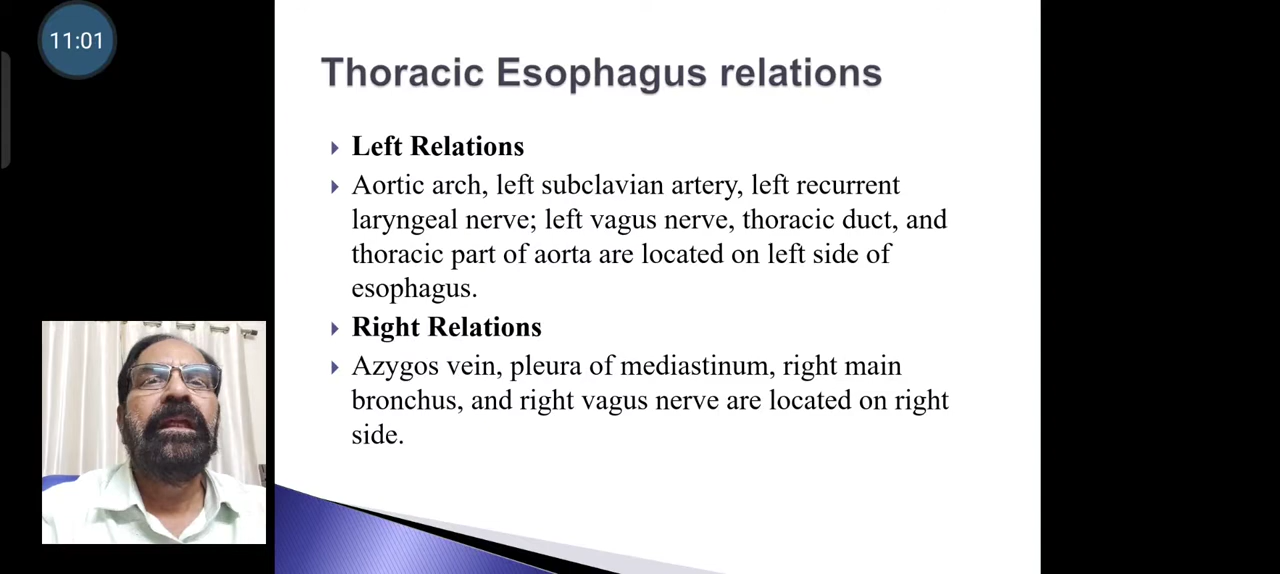 11:01
Thoracic Esophagus relations
Left Relations
Aortic arch, left subclavian artery, left recurrent
laryngeal nerve; left vagus nerve, thoracic duct, and
thoracic part of aorta are located on left side of
esophagus.
Right Relations
Azygos vein, pleura of mediastinum, right main
bronchus, and right vagus nerve are located on right
side.